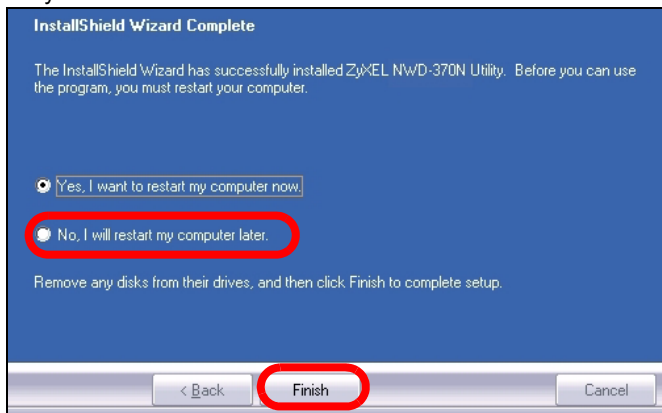 InstallShield Wizard Complete
The InstallShield Wizard has successfully installed ZyXEL NWD-370N Utility. Before you can use
the program, you must restart your computer.
Yes, I want to restart my computer now.
No, I will restart my computer later.
Remove any disks from their drives, and then click Finish to complete setup.
< Back Finish Cancel